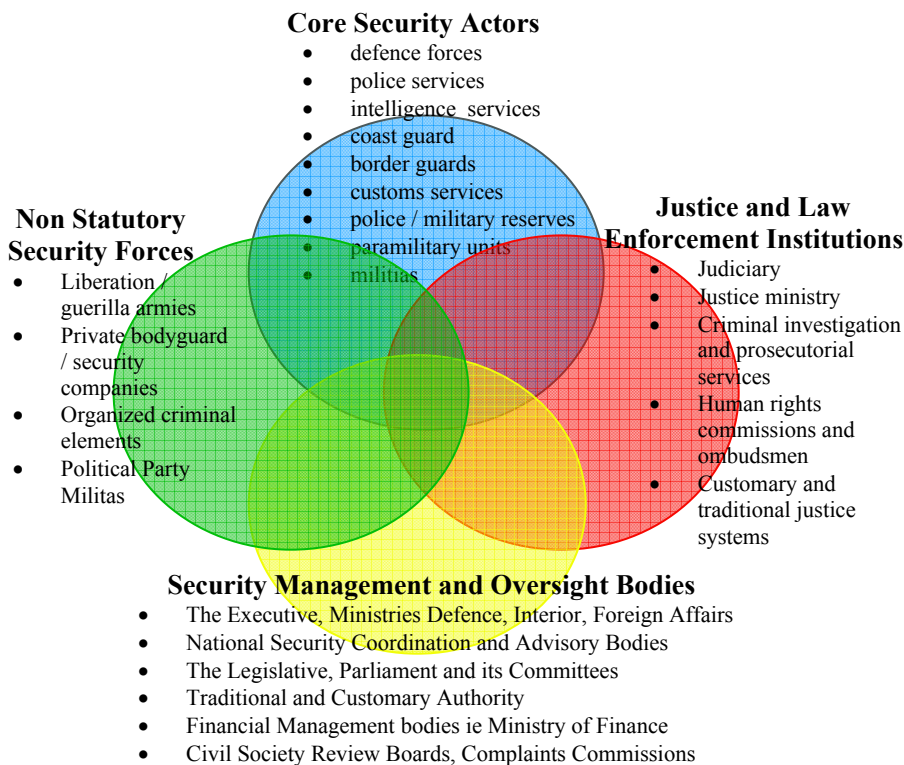 Core Security Actors
• defence forces
• police services
• intelligence services
• coast guard
• border guards
• customs services
• police / military reserves
• paramilitary units
• militias
Non Statutory
Security Forces
• Liberation /
guerilla armies
• Private bodyguard
/ security
companies
• Organized criminal
elements
• Political Party
Militas
Justice and Law
Enforcement Institutions
• Judiciary
• Justice ministry
• Criminal investigation
and prosecutorial
services
• Human rights
commissions and
ombudsmen
• Customary and
traditional justice
systems
Security Management and Oversight Bodies
• The Executive, Ministries Defence, Interior, Foreign Affairs
• National Security Coordination and Advisory Bodies
• The Legislative, Parliament and its Committees
• Traditional and Customary Authority
• Financial Management bodies ie Ministry of Finance
• Civil Society Review Boards, Complaints Commissions